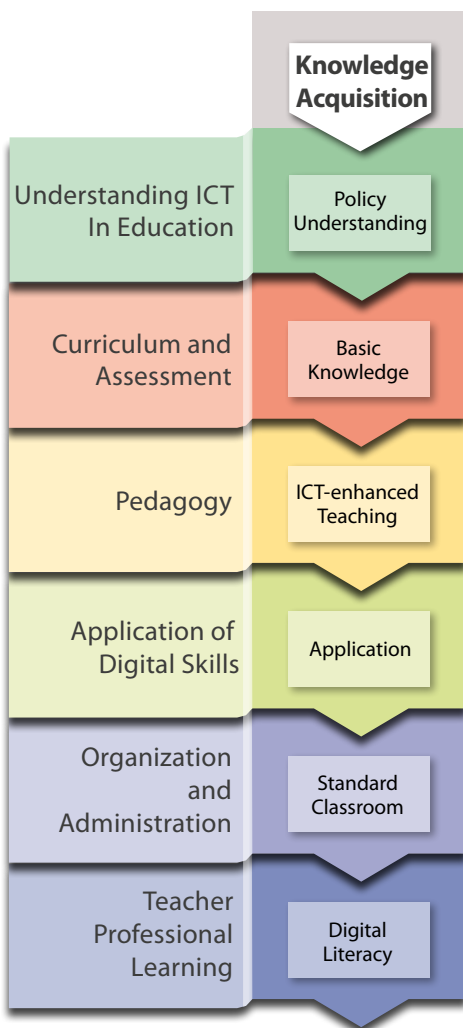 Knowledge
Acquisition
Understanding ICT
In Education
Policy
Understanding
Curriculum and
Assessment
Basic
Knowledge
Pedagogy
ICT-enhanced
Teaching
Application of
Digital Skills
Application
Organization
and
Administration
Standard
Classroom
Teacher
Professional
Learning
Digital
Literacy